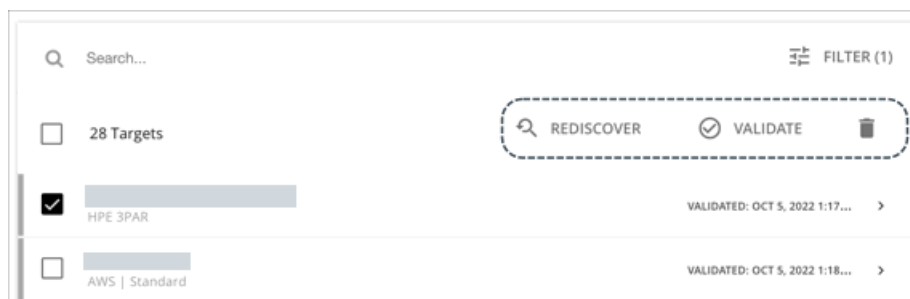 Search...
FILTER (1)
28 Targets
REDISCOVER
VALIDATE
HPE 3PAR
VALIDATED: OCT 5, 2022 1:17...
AWS | Standard
VALIDATED: OCT 5, 2022 1:18...